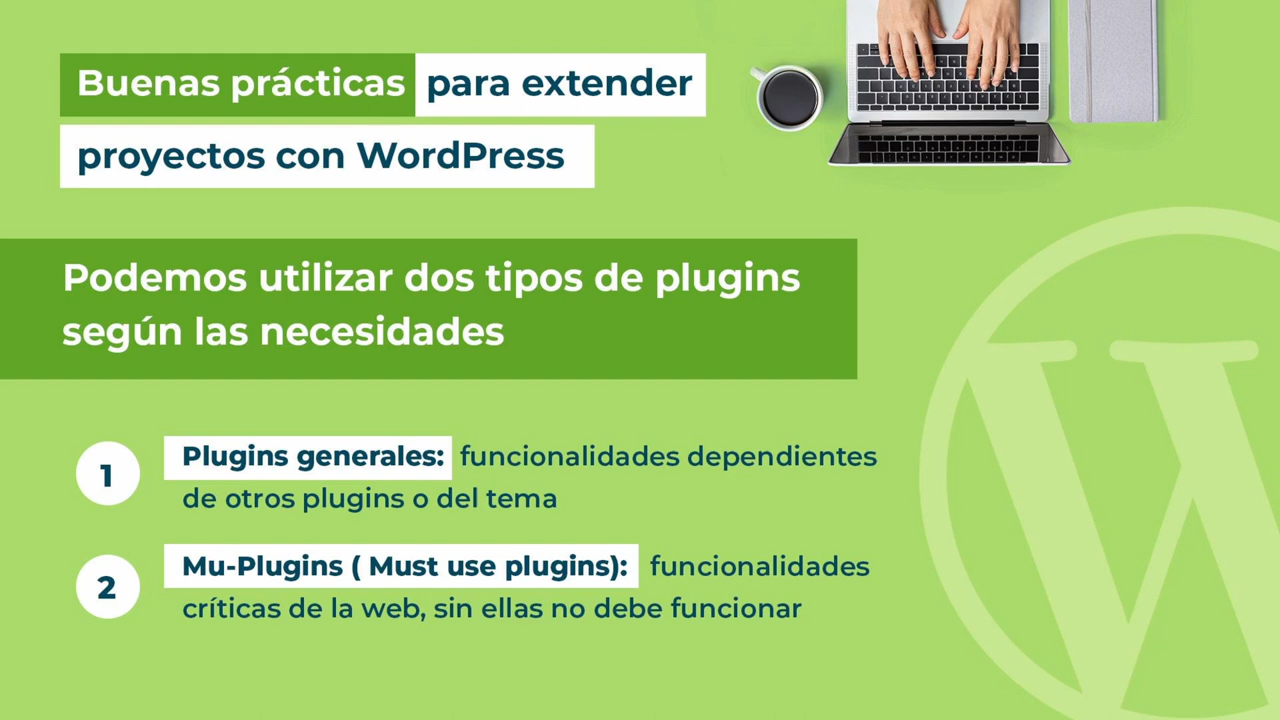 Buenas prácticas para extender
proyectos con WordPress
Podemos utilizar dos tipos de plugins
según las necesidades
1 Plugins generales: funcionalidades dependientes
de otros plugins o del tema
2 Mu-Plugins ( Must use plugins): funcionalidades
críticas de la web, sin ellas no debe funcionar